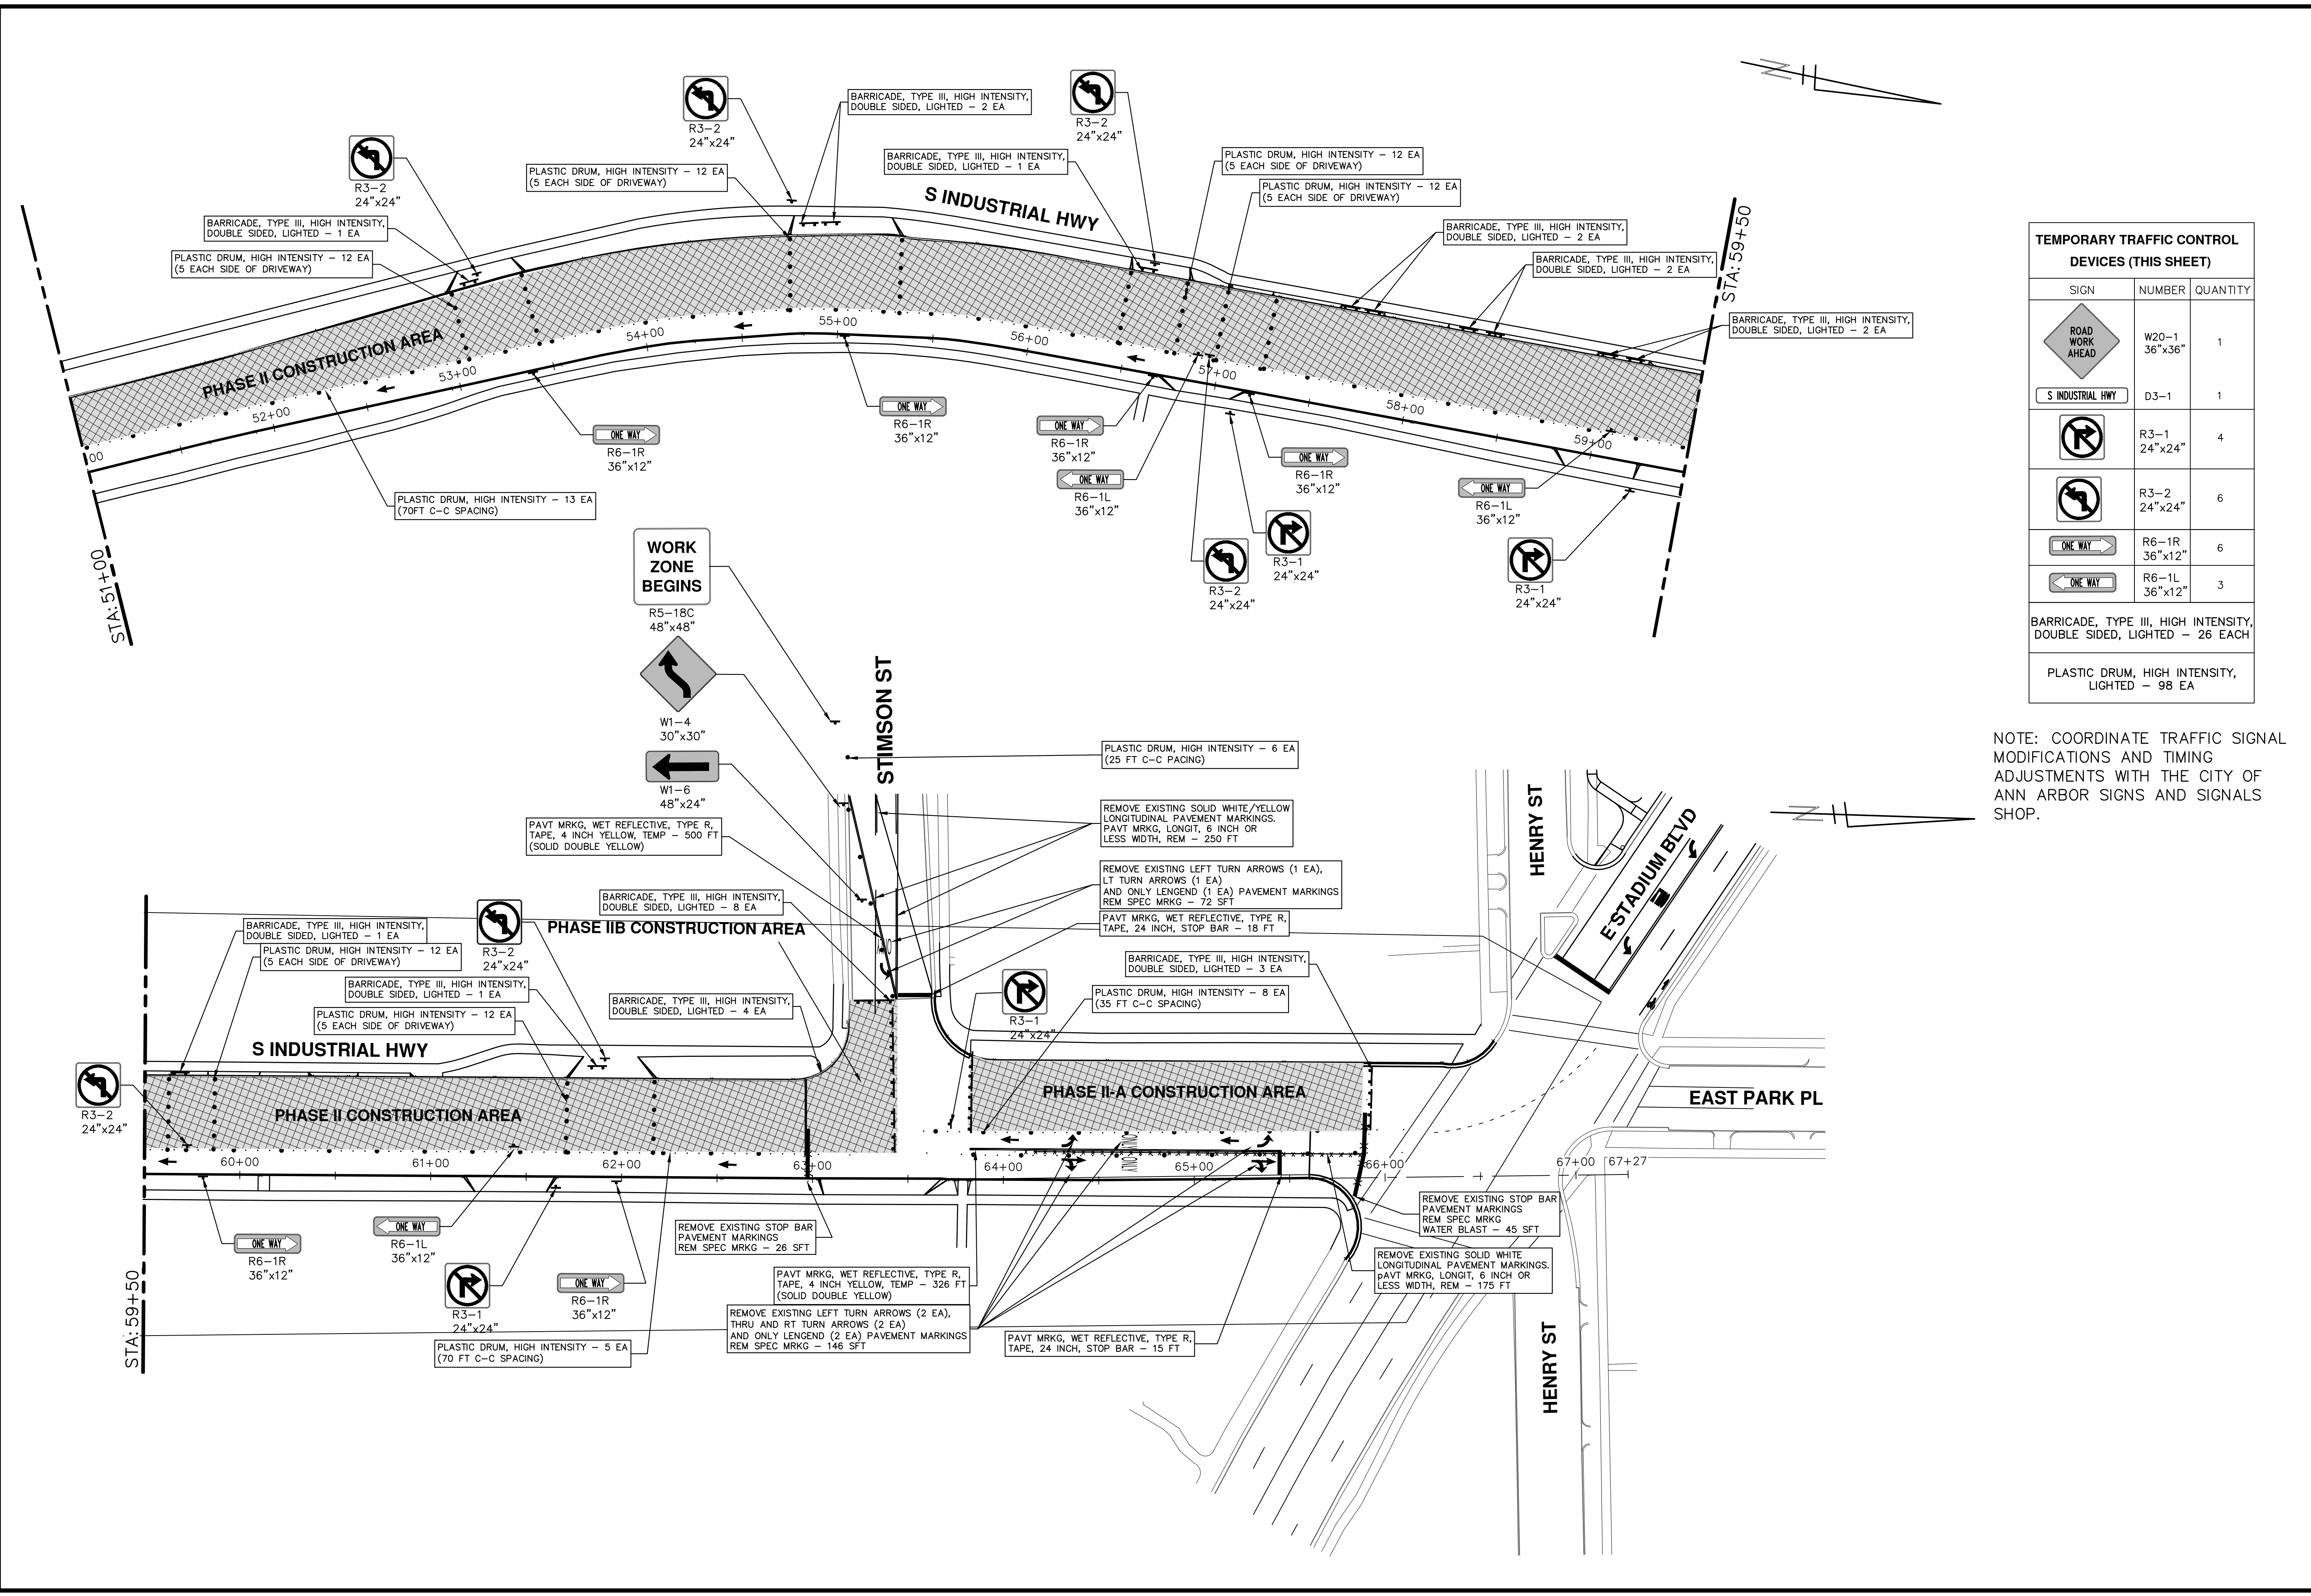 R3-2
24"x24"
BARRICADE, TYPE III, HIGH INTENSITY,
DOUBLE SIDED, LIGHTED - 2 EA
R3-2
24"x24"
R3-2
24"x24"
BARRICADE, TYPE III, HIGH INTENSITY,
DOUBLE SIDED, LIGHTED - 1 EA
PLASTIC DRUM, HIGH INTENSITY - 12 EA
(5 EACH SIDE OF DRIVEWAY)
PLASTIC DRUM, HIGH INTENSITY - 12 EA
(5 EACH SIDE OF DRIVEWAY)
PLASTIC DRUM, HIGH INTENSITY - 12 EA
(5 EACH SIDE OF DRIVEWAY)
S INDUSTRIAL HWY
BARRICADE, TYPE III, HIGH INTENSITY,
DOUBLE SIDED, LIGHTED - 1 EA
PLASTIC DRUM, HIGH INTENSITY - 12 EA
(5 EACH SIDE OF DRIVEWAY)
BARRICADE, TYPE III, HIGH INTENSITY,
DOUBLE SIDED, LIGHTED - 2 EA
BARRICADE, TYPE III, HIGH INTENSITY,
DOUBLE SIDED, LIGHTED - 2 EA
BARRICADE, TYPE III, HIGH INTENSITY,
DOUBLE SIDED, LIGHTED - 2 EA
STA: 59+50
PHASE II CONSTRUCTION AREA
00
52+00
53+00
54+00
55+00
56+00
57+00
58+00
59+00
STA: 51+00
ONE WAY
R6-1R
36"x12"
ONE WAY
R6-1R
36"x12"
ONE WAY
R6-1R
36"x12"
ONE WAY
R6-1L
36"x12"
ONE WAY
R6-1R
36"x12"
ONE WAY
R6-1L
36"x12"
PLASTIC DRUM, HIGH INTENSITY - 13 EA
(70FT C-C SPACING)
R3-2
24"x24"
R3-1
24"x24"
R3-1
24"x24"
TEMPORARY TRAFFIC CONTROL
DEVICES (THIS SHEET)
SIGN NUMBER QUANTITY
ROAD
WORK
AHEAD
W20-1
36"x36"
1
S INDUSTRIAL HWY D3-1 1
R3-1
24"x24"
4
R3-2
24"x24"
6
ONE WAY
R6-1R
36"x12"
6
ONE WAY
R6-1L
36"x12"
3
BARRICADE, TYPE III, HIGH INTENSITY,
DOUBLE SIDED, LIGHTED - 26 EACH
PLASTIC DRUM, HIGH INTENSITY,
LIGHTED - 98 EA
NOTE: COORDINATE TRAFFIC SIGNAL
MODIFICATIONS AND TIMING
ADJUSTMENTS WITH THE CITY OF
ANN ARBOR SIGNS AND SIGNALS
SHOP.
WORK
ZONE
BEGINS
R5-18C
48"x48"
W1-4
30"x30"
W1-6
48"x24"
STIMSON ST
PLASTIC DRUM, HIGH INTENSITY - 6 EA
(25 FT C-C PACING)
REMOVE EXISTING SOLID WHITE/YELLOW
LONGITUDINAL PAVEMENT MARKINGS.
PAVT MRKG, LONGIT, 6 INCH OR
LESS WIDTH, REM - 250 FT
PAVT MRKG, WET REFLECTIVE, TYPE R,
TAPE, 4 INCH YELLOW, TEMP - 500 FT
(SOLID DOUBLE YELLOW)
REMOVE EXISTING LEFT TURN ARROWS (1 EA),
LT TURN ARROWS (1 EA)
AND ONLY LENGEND (1 EA) PAVEMENT MARKINGS
REM SPEC MRKG - 72 SFT
BARRICADE, TYPE III, HIGH INTENSITY,
DOUBLE SIDED, LIGHTED - 8 EA
PHASE IIB CONSTRUCTION AREA
PAVT MRKG, WET REFLECTIVE, TYPE R,
TAPE, 24 INCH, STOP BAR - 18 FT
BARRICADE, TYPE III, HIGH INTENSITY,
DOUBLE SIDED, LIGHTED - 1 EA
PLASTIC DRUM, HIGH INTENSITY - 12 EA
(5 EACH SIDE OF DRIVEWAY)
R3-2
24"x24"
BARRICADE, TYPE III, HIGH INTENSITY,
DOUBLE SIDED, LIGHTED - 1 EA
PLASTIC DRUM, HIGH INTENSITY - 12 EA
(5 EACH SIDE OF DRIVEWAY)
BARRICADE, TYPE III, HIGH INTENSITY,
DOUBLE SIDED, LIGHTED - 4 EA
BARRICADE, TYPE III, HIGH INTENSITY,
DOUBLE SIDED, LIGHTED - 3 EA
PLASTIC DRUM, HIGH INTENSITY - 8 EA
(35 FT C-C SPACING)
R3-1
24"x24"
HENRY ST
E STADIUM BLVD
S INDUSTRIAL HWY
R3-2
24"x24"
PHASE II CONSTRUCTION AREA
PHASE II-A CONSTRUCTION AREA
EAST PARK PL
60+00
61+00
62+00
63+00
64+00
65+00
66+00
67+00
67+27
ONLY
ONLY
STA: 59+50
ONE WAY
R6-1R
36"x12"
ONE WAY
R6-1L
36"x12"
R3-1
24"x24"
ONE WAY
R6-1R
36"x12"
REMOVE EXISTING STOP BAR
PAVEMENT MARKINGS
REM SPEC MRKG - 26 SFT
PAVT MRKG, WET REFLECTIVE, TYPE R,
TAPE, 4 INCH YELLOW, TEMP - 326 FT
(SOLID DOUBLE YELLOW)
REMOVE EXISTING LEFT TURN ARROWS (2 EA),
THRU AND RT TURN ARROWS (2 EA)
AND ONLY LENGEND (2 EA) PAVEMENT MARKINGS
REM SPEC MRKG - 146 SFT
PLASTIC DRUM, HIGH INTENSITY - 5 EA
(70 FT C-C SPACING)
PAVT MRKG, WET REFLECTIVE, TYPE R,
TAPE, 24 INCH, STOP BAR - 15 FT
REMOVE EXISTING STOP BAR
PAVEMENT MARKINGS
REM SPEC MRKG
WATER BLAST - 45 SFT
REMOVE EXISTING SOLID WHITE
LONGITUDINAL PAVEMENT MARKINGS.
pAVT MRKG, LONGIT, 6 INCH OR
LESS WIDTH, REM - 175 FT
HENRY ST